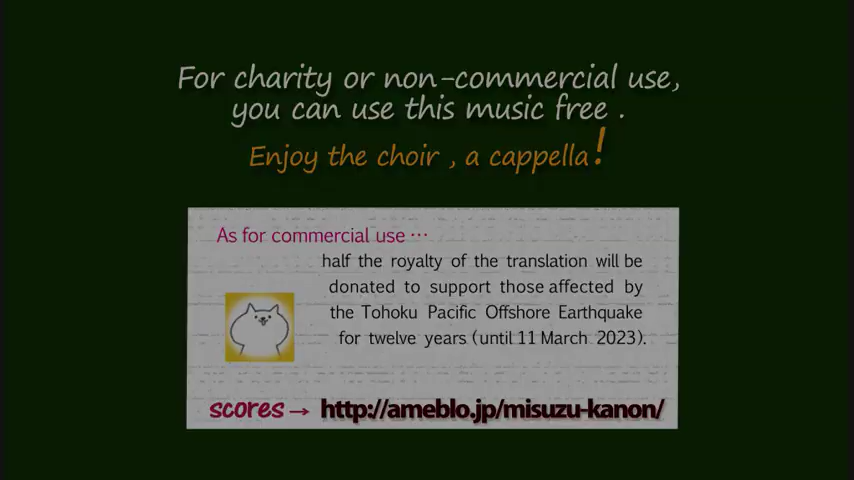 For charity or non-commercial use,
you can use this music free .
Enjoy the choir , a cappella!
As for commercial use …
half the royalty of the translation will be
donated to support those affected by
the Tohoku Pacific Offshore Earthquake
for twelve years (until 11 March 2023).
scores→ http://ameblo.jp/misuzu-kanon/